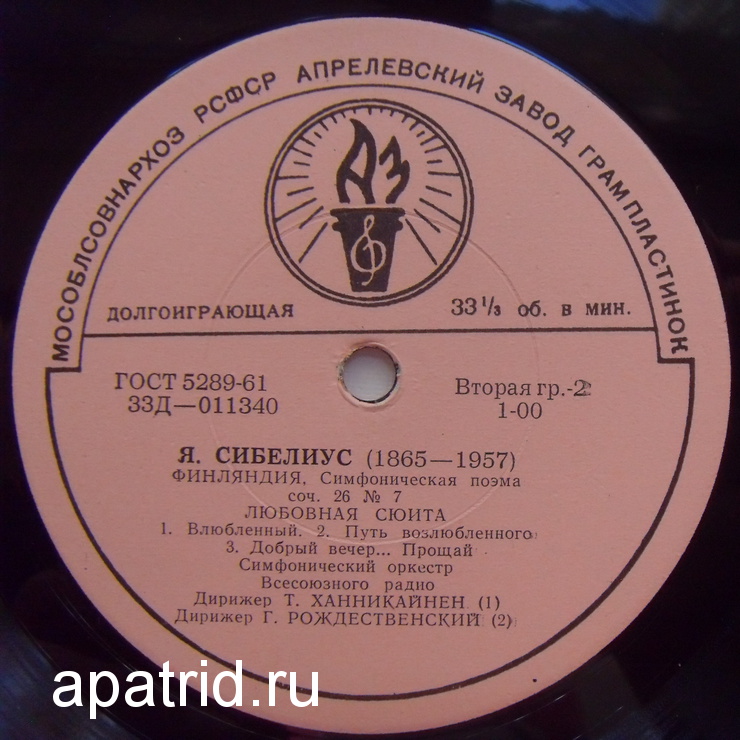 МОСОБЛСОВНАРХОЗ РСФСР АПРЕЛЕВСКИЙ ЗАВОД ГРАМПЛАСТИНОК
АЗ
ДОЛГОИГРАЮЩАЯ 33⅓ об. в мин.
ГОСТ 5289-61 Вторая гр.-2
33Д—011340 1-00
Я. СИБЕЛИУС (1865—1957)
ФИНЛЯНДИЯ, Симфоническая поэма
соч. 26 № 7
ЛЮБОВНАЯ СЮИТА
1. Влюбленный. 2. Путь возлюбленного
3. Добрый вечер... Прощай
Симфонический оркестр
Всесоюзного радио
Дирижер Т. ХАННИКАЙНЕН (1)
Дирижер Г. РОЖДЕСТВЕНСКИЙ (2)
apatrid.ru